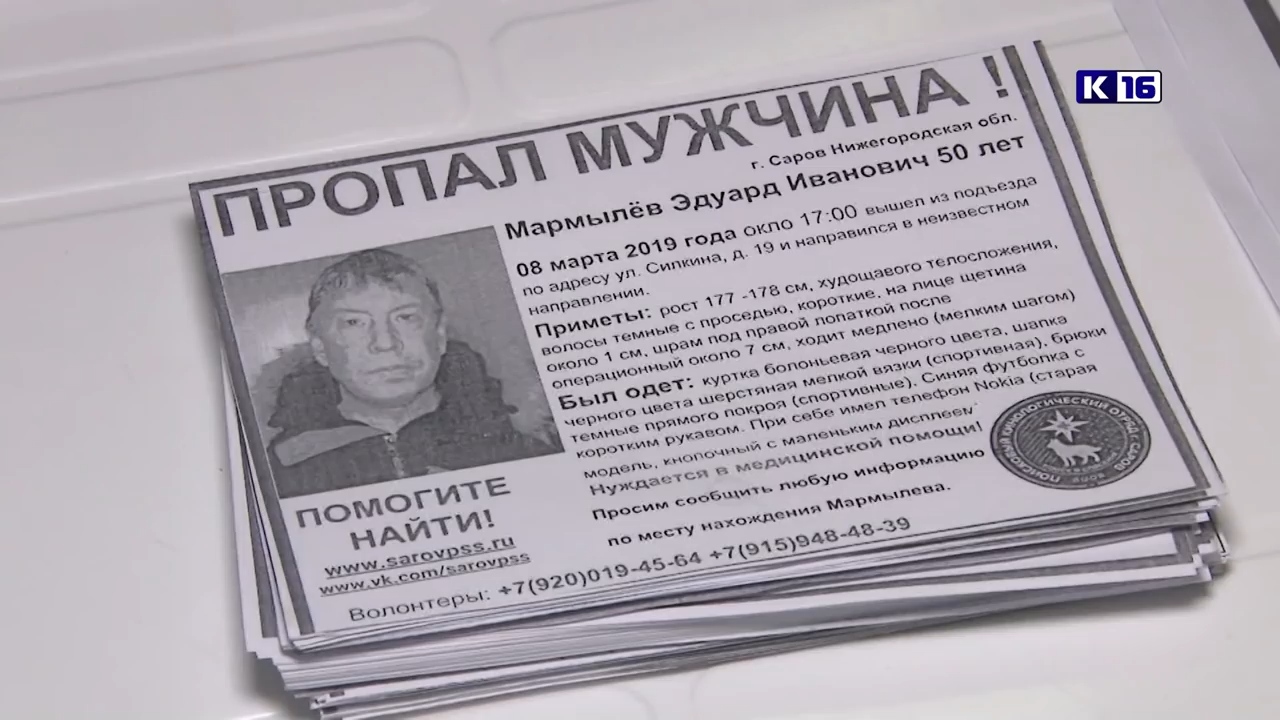 К 16
ПРОПАЛ МУЖЧИНА !
г. Саров Нижегородская обл.
Мармылёв Эдуард Иванович 50 лет
08 марта 2019 года окло 17:00 вышел из подъезда
по адресу ул. Силкина, д. 19 и направился в неизвестном
направлении.
Приметы: рост 177 -178 см, худощавого телосложения,
волосы темные с проседью, короткие, на лице щетина
около 1 см, шрам под правой лопаткой после
операционный около 7 см, ходит медлено (мелким шагом)
Был одет: куртка болоньевая черного цвета, шапка
черного цвета шерстяная мелкой вязки (спортивная), брюки
темные прямого покроя (спортивные). Синяя футболка с
коротким рукавом. При себе имел телефон Nokia (старая
модель, кнопочный с маленьким дисплеем
Нуждается в медицинской помощи!
Просим сообщить любую информацию
по месту нахождения Мармылева.
ПОМОГИТЕ
НАЙТИ!
www.sarovpss.ru
www.vk.com/sarovpss
Волонтеры: +7(920)019-45-64 +7(915)948-48-39
ПОИСКОВЫЙ КИНОЛОГИЧЕСКИЙ ОТРЯД г. САРОВ